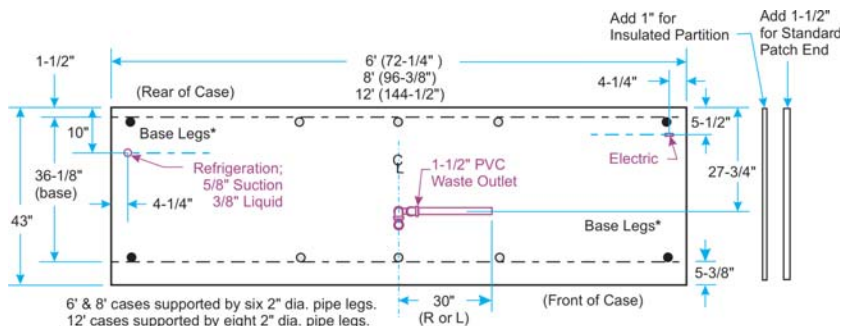 Add 1" for
Insulated Partition
Add 1-1/2"
for Standard
Patch End
1-1/2"
6' (72-1/4" )
8' (96-3/8")
12' (144-1/2")
4-1/4"
(Rear of Case)
5-1/2"
10"
Base Legs*
Refrigeration;
5/8" Suction
3/8" Liquid
CL
1-1/2" PVC
Waste Outlet
Electric
27-3/4"
36-1/8"
(base)
4-1/4"
43"
Base Legs*
5-3/8"
6' & 8' cases supported by six 2" dia. pipe legs.
12' cases supported by eight 2" dia. pipe legs.
30"
(R or L)
(Front of Case)